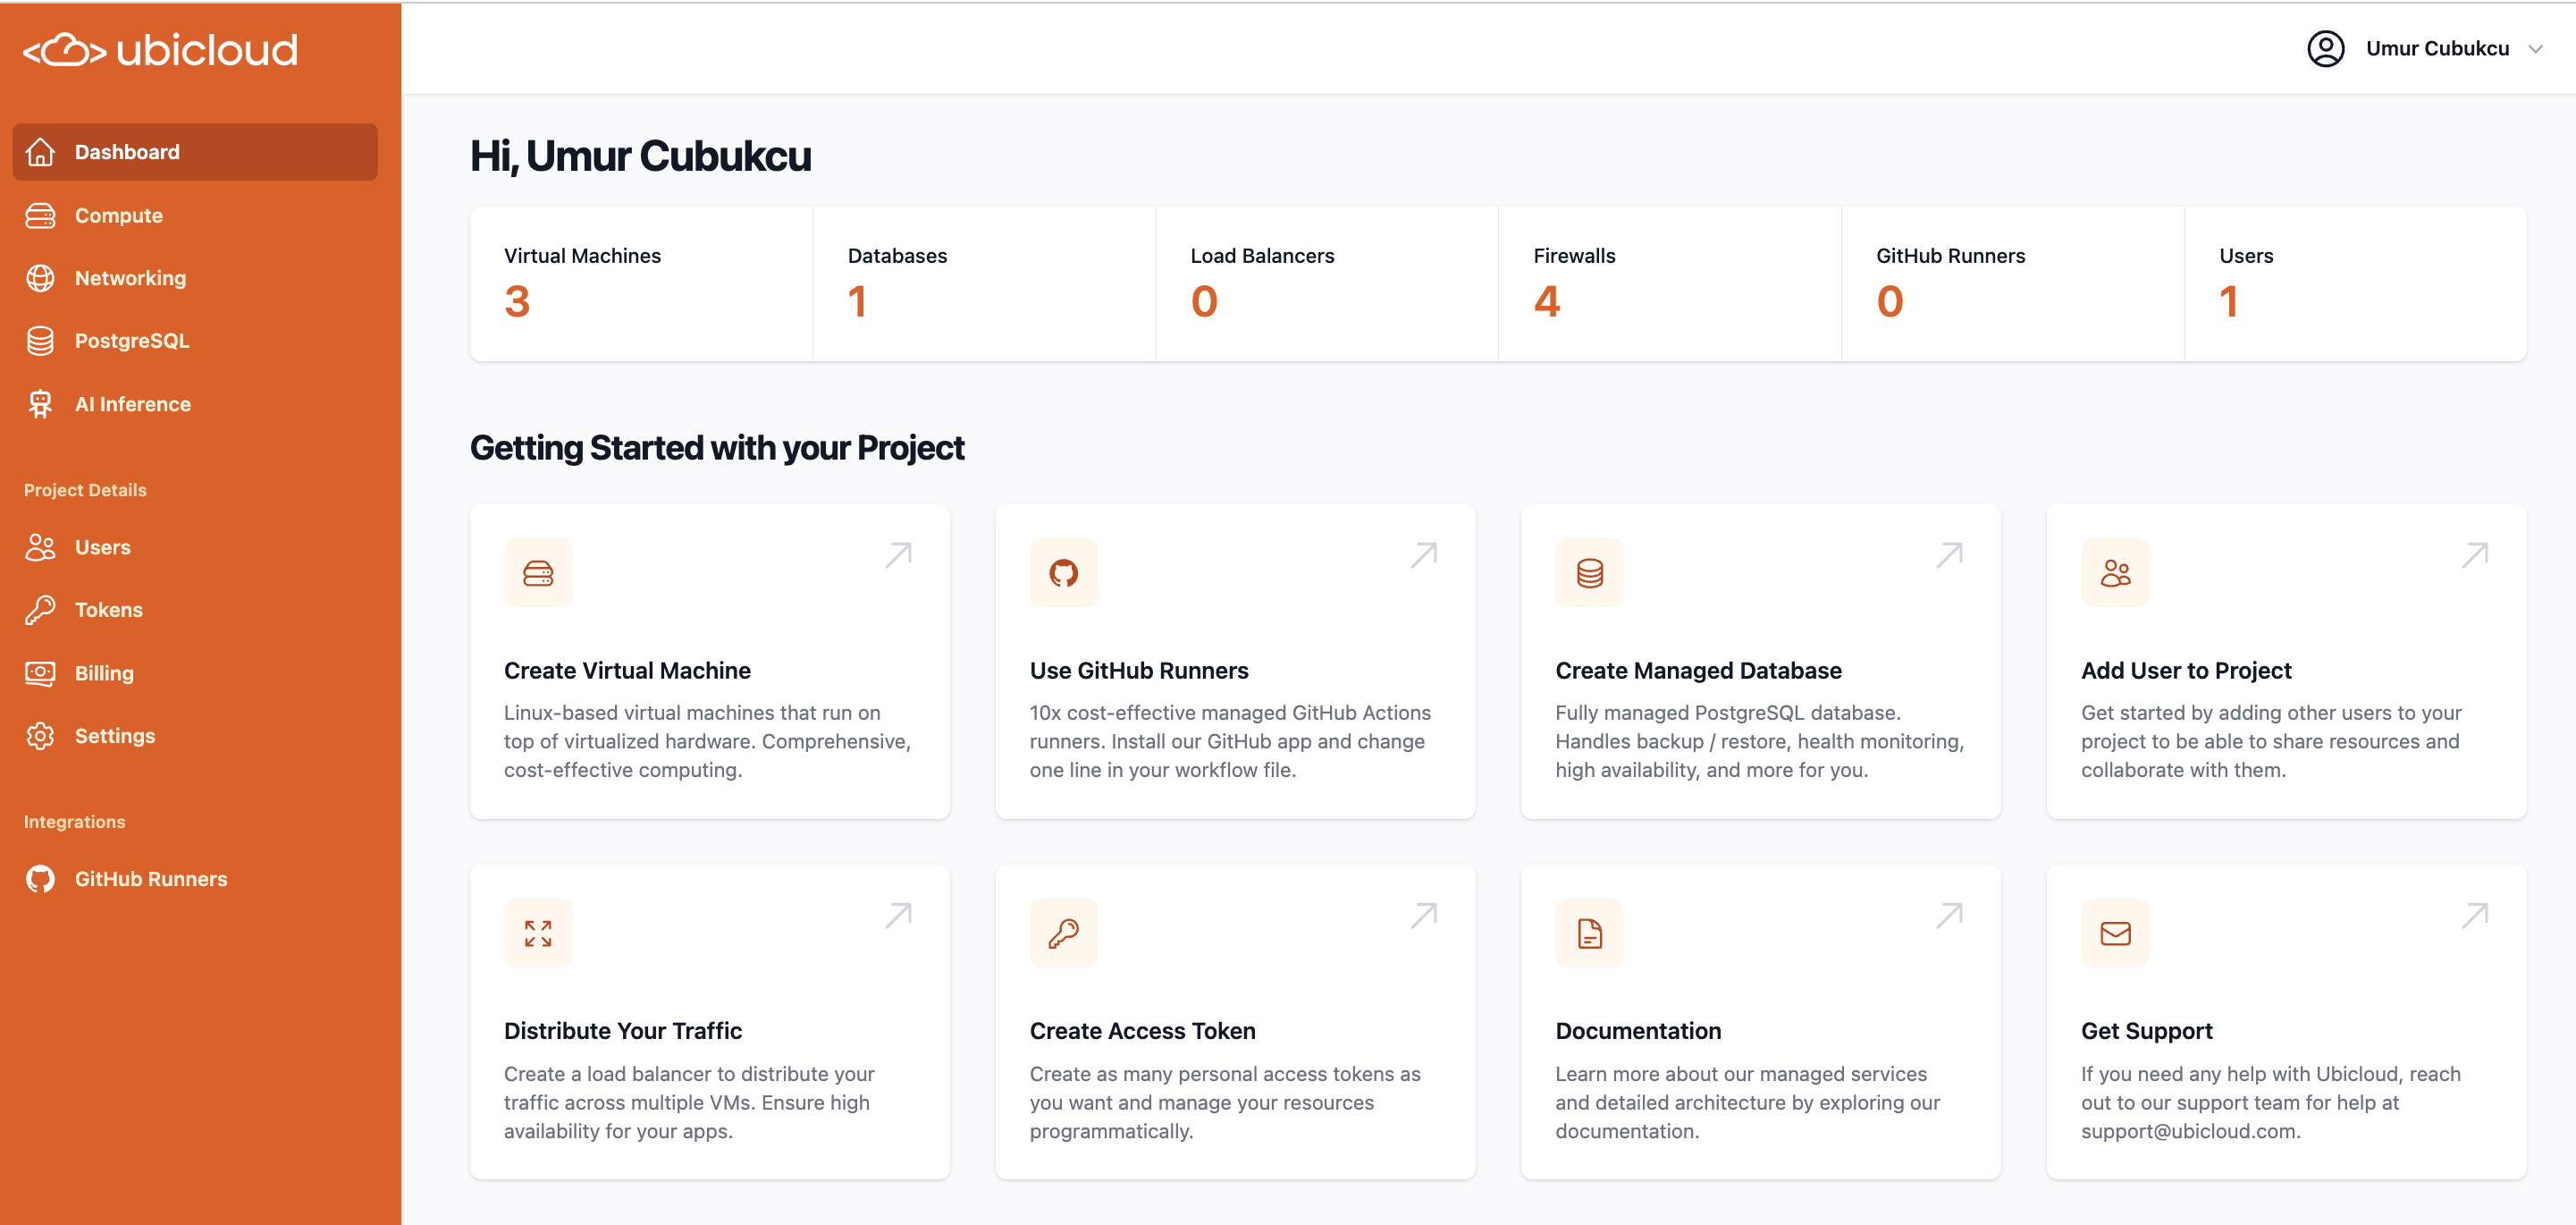 ubicloud
Umur Cubukcu
Dashboard
Compute
Networking
PostgreSQL
AI Inference
Project Details
Users
Tokens
Billing
Settings
Integrations
GitHub Runners
Hi, Umur Cubukcu
Virtual Machines
3
Databases
1
Load Balancers
0
Firewalls
4
GitHub Runners
0
Users
1
Getting Started with your Project
Create Virtual Machine
Linux-based virtual machines that run on
top of virtualized hardware. Comprehensive,
cost-effective computing.
Use GitHub Runners
10x cost-effective managed GitHub Actions
runners. Install our GitHub app and change
one line in your workflow file.
Create Managed Database
Fully managed PostgreSQL database.
Handles backup / restore, health monitoring,
high availability, and more for you.
Add User to Project
Get started by adding other users to your
project to be able to share resources and
collaborate with them.
Distribute Your Traffic
Create a load balancer to distribute your
traffic across multiple VMs. Ensure high
availability for your apps.
Create Access Token
Create as many personal access tokens as
you want and manage your resources
programmatically.
Documentation
Learn more about our managed services
and detailed architecture by exploring our
documentation.
Get Support
If you need any help with Ubicloud, reach
out to our support team for help at
support@ubicloud.com.